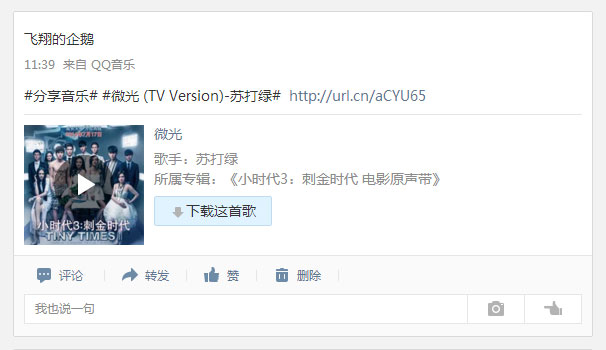 飞翔的企鹅
11:39 来自 QQ音乐
#分享音乐# #微光 (TV Version)-苏打绿# http://url.cn/aCYU65
微光
歌手：苏打绿
所属专辑：《小时代3：刺金时代 电影原声带》
小时代3:刺金时代
TINY TIMES
下载这首歌
评论 转发 赞 删除
我也说一句